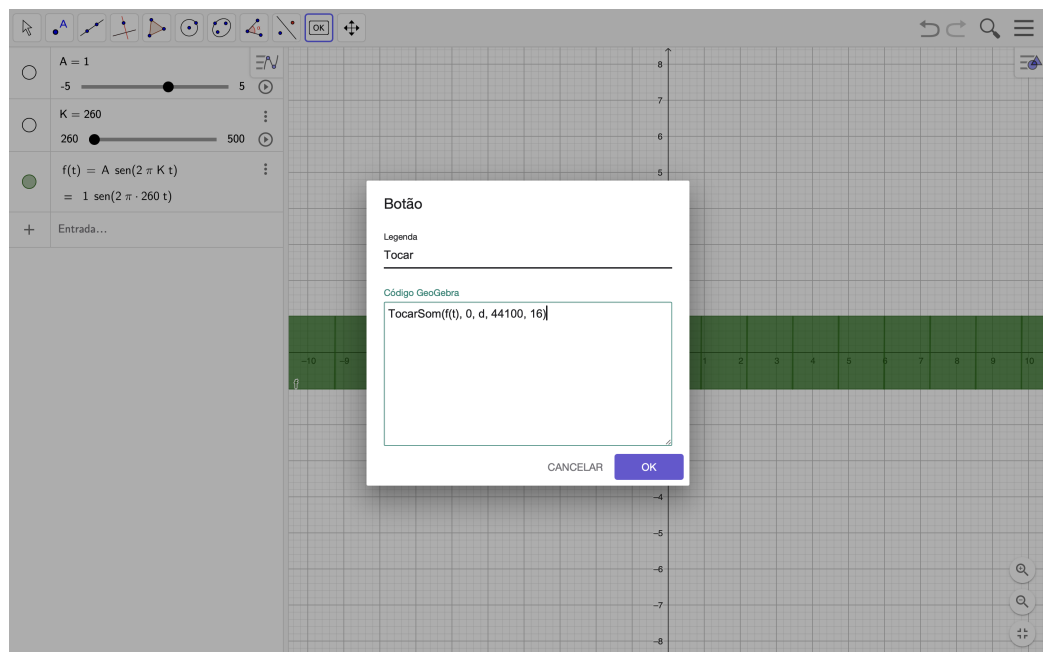 A
α
OK
A = 1
-5
5
K = 260
260
500
f(t) = A sen(2 π K t)
= 1 sen(2 π · 260 t)
+ Entrada…
8
7
6
5
Botão
Legenda
Tocar
Código GeoGebra
TocarSom(f(t), 0, d, 44100, 16)
CANCELAR
OK
–10 –9 1 2 3 4 5 6 7 8 9 10
f
–4
–5
–6
–7
–8